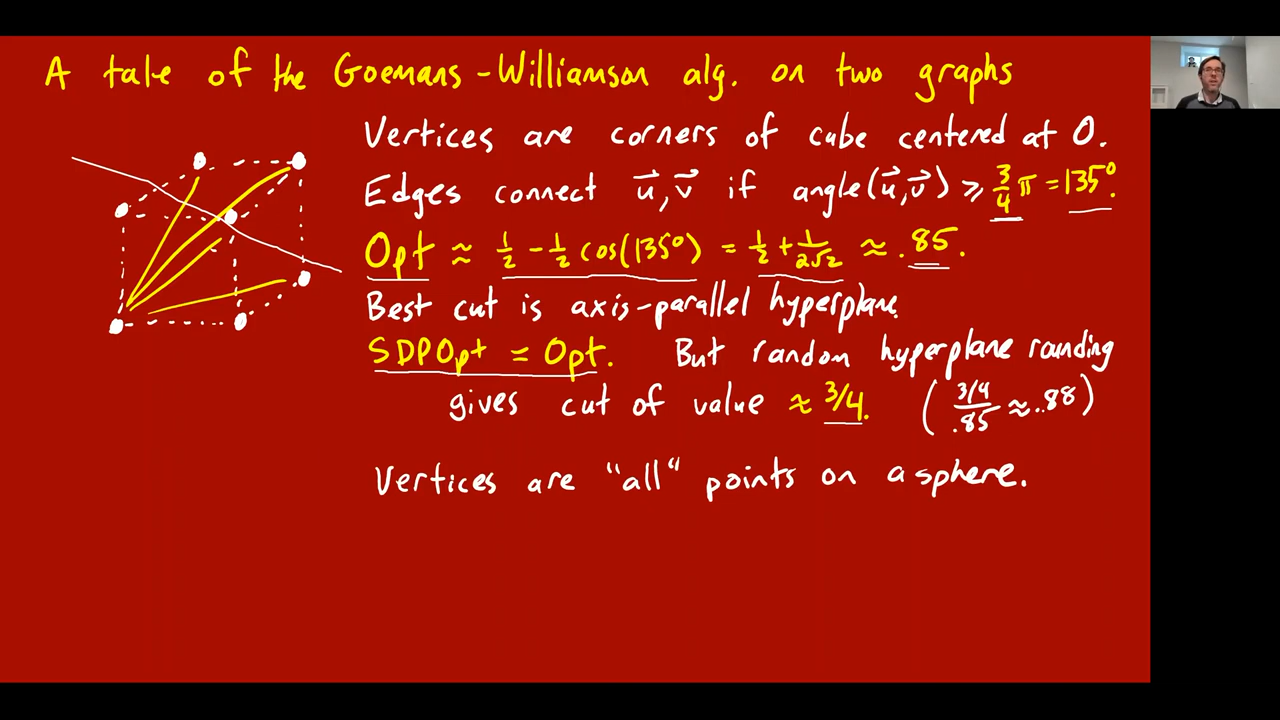 A tale of the Goemans-Williamson alg. on two graphs
Vertices are corners of cube centered at 0.
Edges connect u⃗, v⃗ if angle(u⃗, v⃗) ≥ 3/4 π = 135°.
Opt ≈ 1/2 - 1/2 cos(135°) = 1/2 + 1/(2√2) ≈ .85.
Best cut is axis-parallel hyperplane.
SDPOpt = Opt. But random hyperplane rounding
gives cut of value ≈ 3/4. ((3/4)/.85 ≈ .88)
Vertices are "all" points on a sphere.